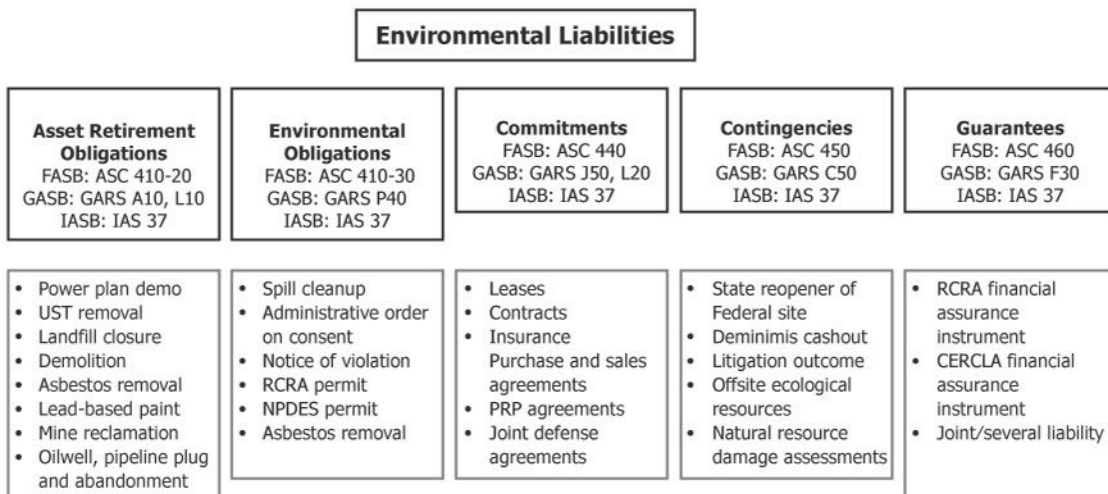 Environmental Liabilities
Asset Retirement
Obligations
FASB: ASC 410-20
GASB: GARS A10, L10
IASB: IAS 37
Environmental
Obligations
FASB: ASC 410-30
GASB: GARS P40
IASB: IAS 37
Commitments
FASB: ASC 440
GASB: GARS J50, L20
IASB: IAS 37
Contingencies
FASB: ASC 450
GASB: GARS C50
IASB: IAS 37
Guarantees
FASB: ASC 460
GASB: GARS F30
IASB: IAS 37
• Power plan demo
• UST removal
• Landfill closure
• Demolition
• Asbestos removal
• Lead-based paint
• Mine reclamation
• Oilwell, pipeline plug
and abandonment
• Spill cleanup
• Administrative order
on consent
• Notice of violation
• RCRA permit
• NPDES permit
• Asbestos removal
• Leases
• Contracts
• Insurance
Purchase and sales
agreements
• PRP agreements
• Joint defense
agreements
• State reopener of
Federal site
• Deminimis cashout
• Litigation outcome
• Offsite ecological
resources
• Natural resource
damage assessments
• RCRA financial
assurance
instrument
• CERCLA financial
assurance
instrument
• Joint/several liability